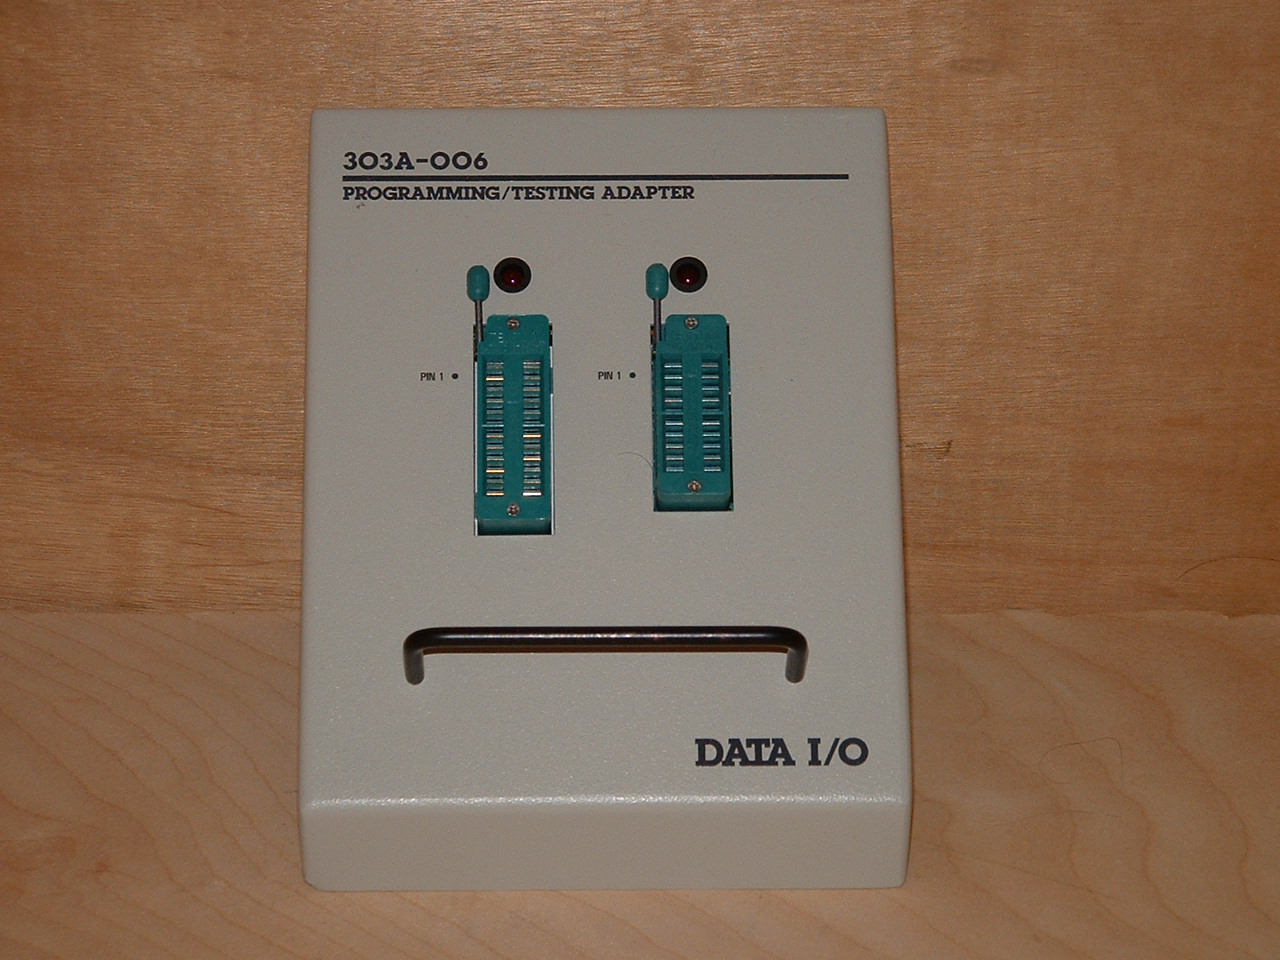 303A-006
PROGRAMMING/TESTING ADAPTER
PIN 1
PIN 1
DATA I/O